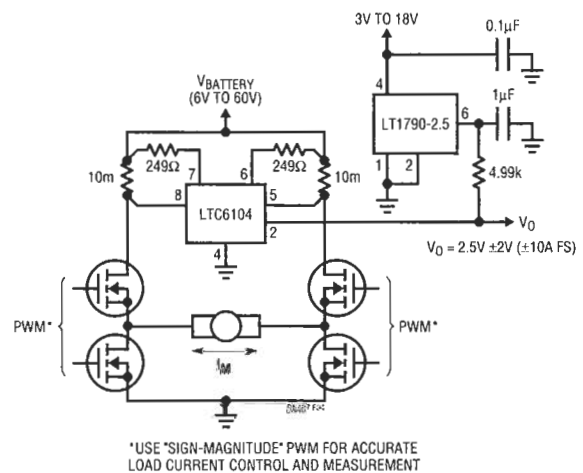 3V TO 18V
0.1µF
VBATTERY
(6V TO 60V)
4
1µF
LT1790-2.5
6
249Ω
249Ω
1
2
4.99k
10m
7
6
10m
8
LTC6104
5
2
VO
4
VO = 2.5V ±2V (±10A FS)
PWM*
PWM*
IM
*USE "SIGN-MAGNITUDE" PWM FOR ACCURATE
LOAD CURRENT CONTROL AND MEASUREMENT